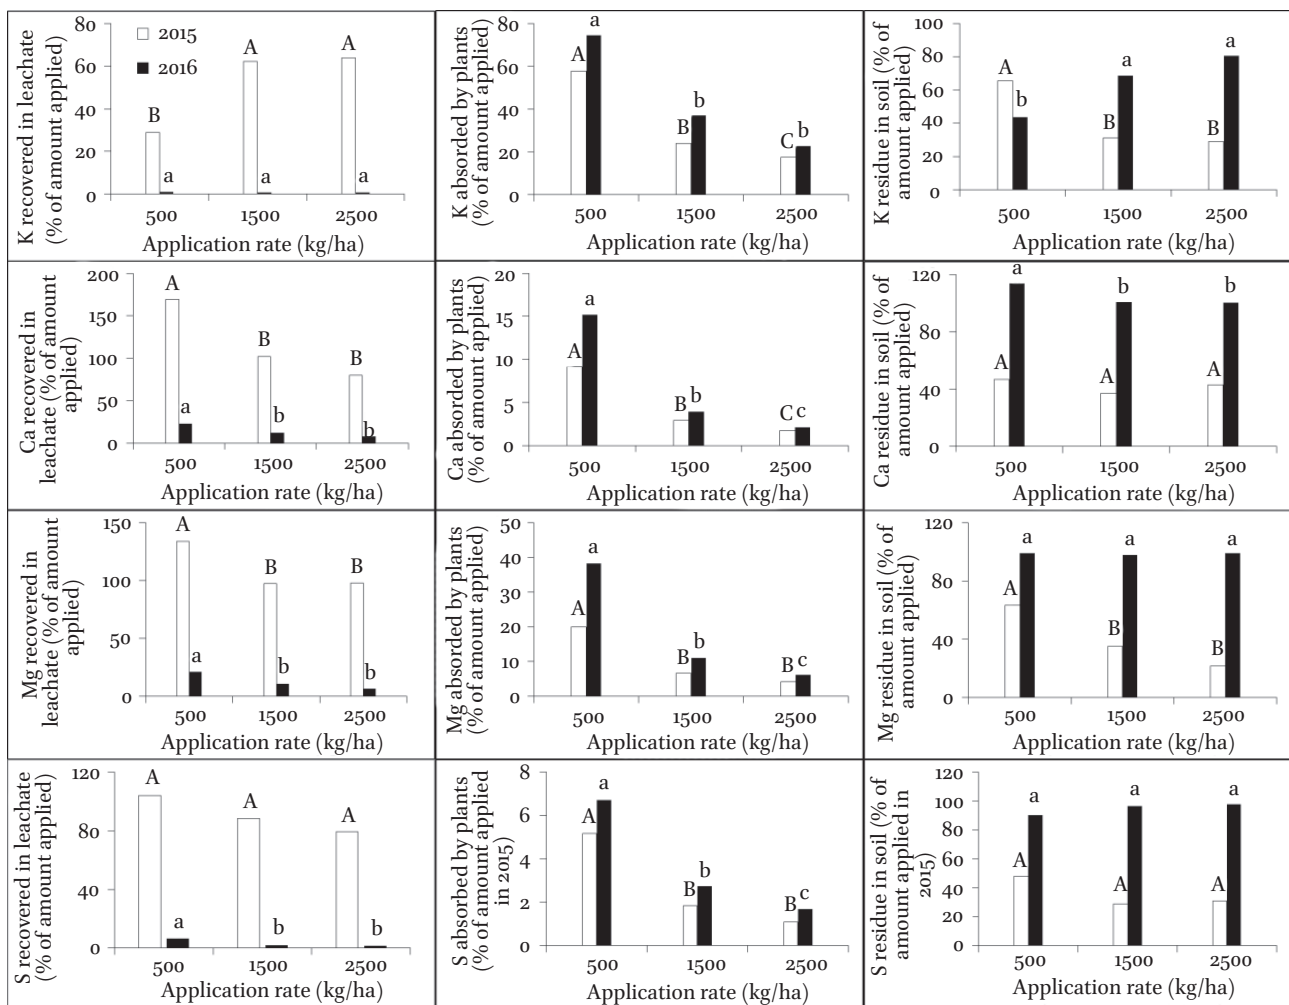 K recovered in leachate
(% of amount applied)
80
60
40
20
0
2015
2016
B
a
A
a
A
a
500 1500 2500
Application rate (kg/ha)
K absorded by plants
(% of amount applied)
80
60
40
20
0
A
a
B
b
C
b
500 1500 2500
Application rate (kg/ha)
K residue in soil (% of
amount applied)
100
80
60
40
20
0
A
b
B
a
B
a
500 1500 2500
Application rate (kg/ha)
Ca recovered in
leachate (% of amount
applied)
200
150
100
50
0
A
a
B
b
B
b
500 1500 2500
Application rate (kg/ha)
Ca absorded by plants
(% of amount applied)
20
15
10
5
0
A
a
B
b
C
c
500 1500 2500
Application rate (kg/ha)
Ca residue in soil (% of
amount applied)
120
80
40
0
A
a
A
b
A
b
500 1500 2500
Application rate (kg/ha)
Mg recovered in
leachate (% of amount
applied)
150
100
50
0
A
a
B
b
B
b
500 1500 2500
Application rate (kg/ha)
Mg absorded by plants
(% of amount applied)
50
40
30
20
10
0
A
a
B
b
B
c
500 1500 2500
Application rate (kg/ha)
Mg residue in soil (% of
amount applied)
120
80
40
0
A
a
B
a
B
a
500 1500 2500
Application rate (kg/ha)
S recovered in leachate
(% of amount applied)
120
80
40
0
A
a
A
b
A
b
500 1500 2500
Application rate (kg/ha)
S absorbed by plants
(% of amount applied
in 2015)
8
6
4
2
0
A
a
B
b
B
c
500 1500 2500
Application rate (kg/ha)
S residue in soil (% of
amount applied in
2015)
120
100
80
60
40
20
0
A
a
A
a
A
a
500 1500 2500
Application rate (kg/ha)